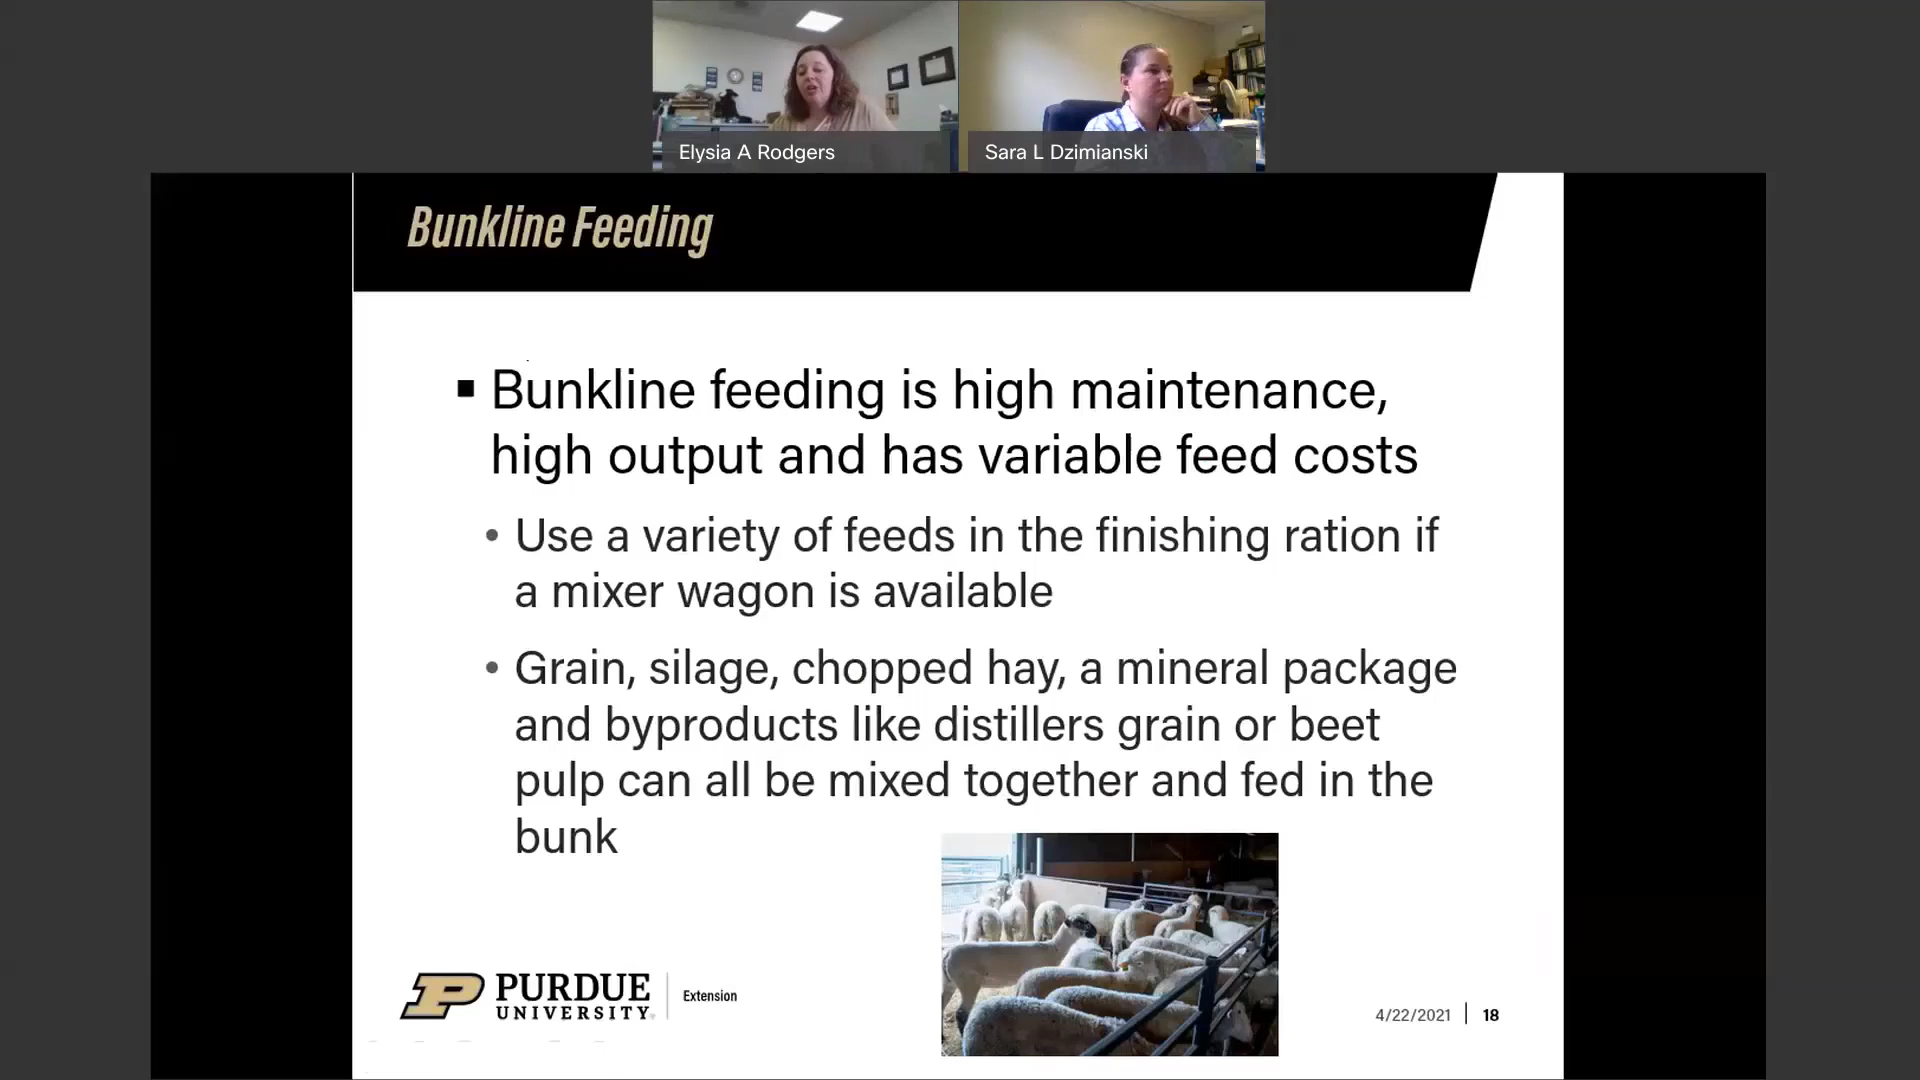 Elysia A Rodgers
Sara L Dzimianski
Bunkline Feeding
▪ Bunkline feeding is high maintenance,
high output and has variable feed costs
• Use a variety of feeds in the finishing ration if
a mixer wagon is available
• Grain, silage, chopped hay, a mineral package
and byproducts like distillers grain or beet
pulp can all be mixed together and fed in the
bunk
P PURDUE
UNIVERSITY
Extension
4/22/2021 | 18